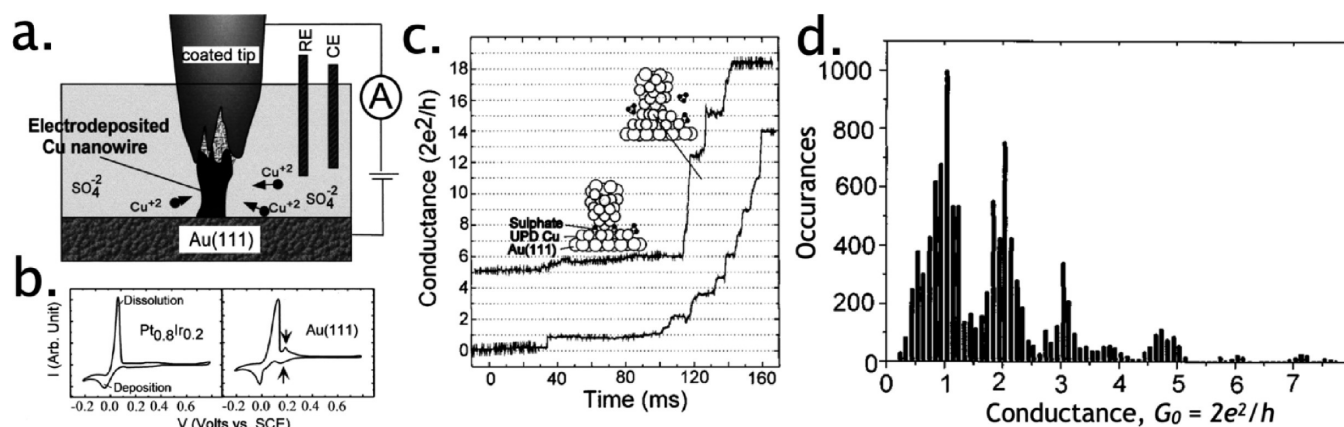 a.
coated tip
RE
CE
A
Electrodeposited
Cu nanowire
SO4-2
Cu+2
Cu+2
SO4-2
Cu+2
Au(111)
b.
I (Arb. Unit)
Dissolution
Pt0.8Ir0.2
Deposition
Au(111)
-0.2 0.0 0.2 0.4 0.6
-0.2 0.0 0.2 0.4 0.6
V (Volts vs. SCE)
c.
Conductance (2e2/h)
18
16
14
12
10
8
6
4
2
0
Sulphate
UPD Cu
Au(111)
0 40 80 120 160
Time (ms)
d.
Occurances
1000
800
600
400
200
0
0 1 2 3 4 5 6 7
Conductance, G0 = 2e2/h